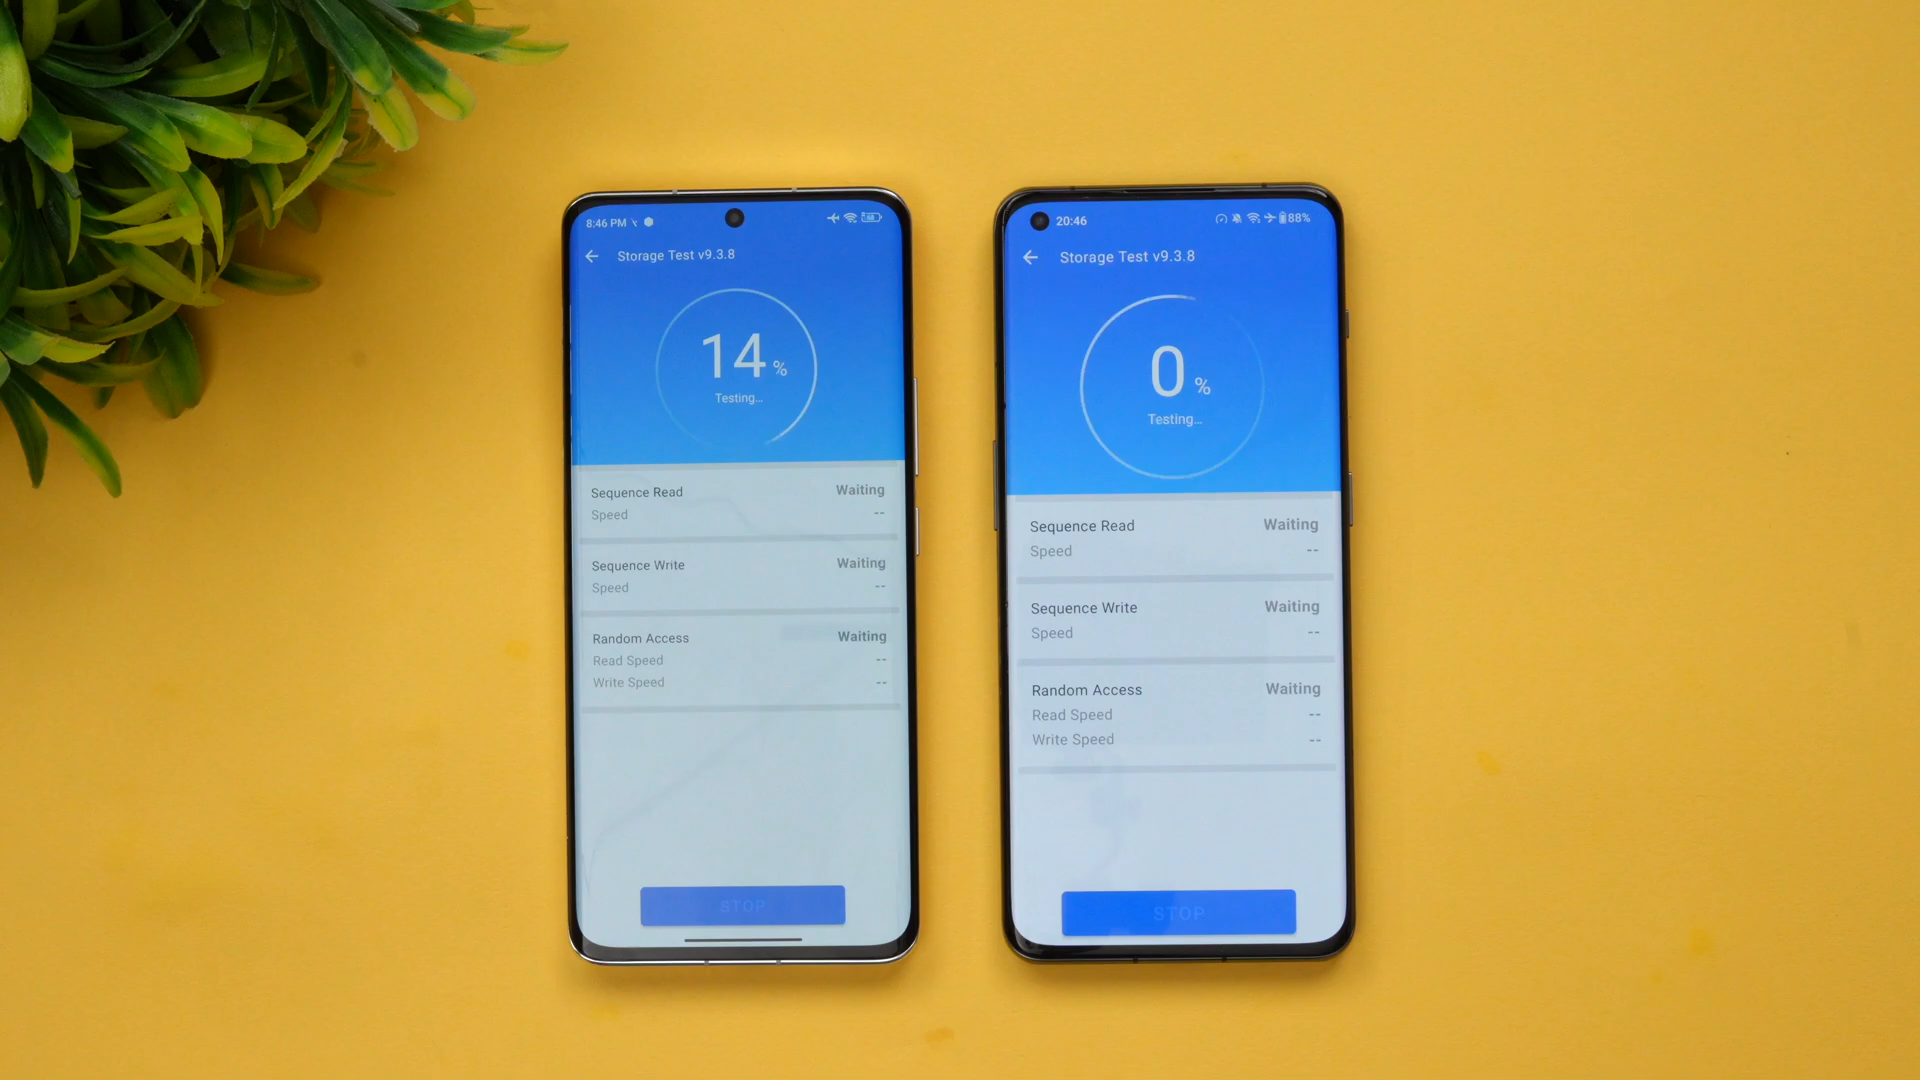 8:46 PM
Storage Test v9.3.8
14 %
Testing...
Sequence Read Waiting
Speed --
Sequence Write Waiting
Speed --
Random Access Waiting
Read Speed --
Write Speed --
STOP
20:46 88%
Storage Test v9.3.8
0 %
Testing...
Sequence Read Waiting
Speed --
Sequence Write Waiting
Speed --
Random Access Waiting
Read Speed --
Write Speed --
STOP